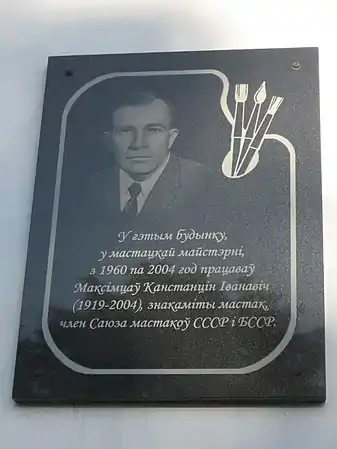 У гэтым будынку,
у мастацкай майстэрні,
з 1960 па 2004 год працаваў
Максімцаў Канстанцін Іванавіч
(1919-2004), знакаміты мастак,
член Саюза мастакоў СССР і БССР.